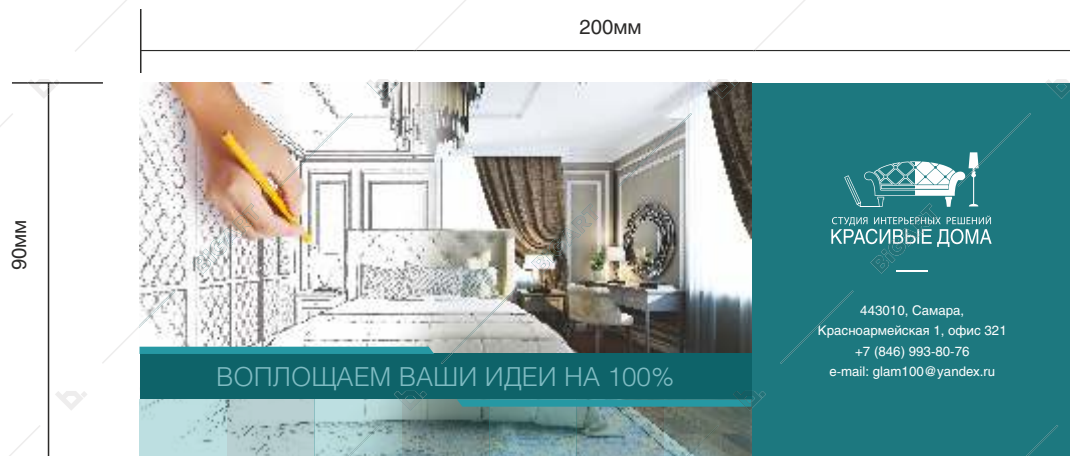 200мм
90мм
СТУДИЯ ИНТЕРЬЕРНЫХ РЕШЕНИЙ
КРАСИВЫЕ ДОМА
443010, Самара,
Красноармейская 1, офис 321
+7 (846) 993-80-76
e-mail: glam100@yandex.ru
ВОПЛОЩАЕМ ВАШИ ИДЕИ НА 100%